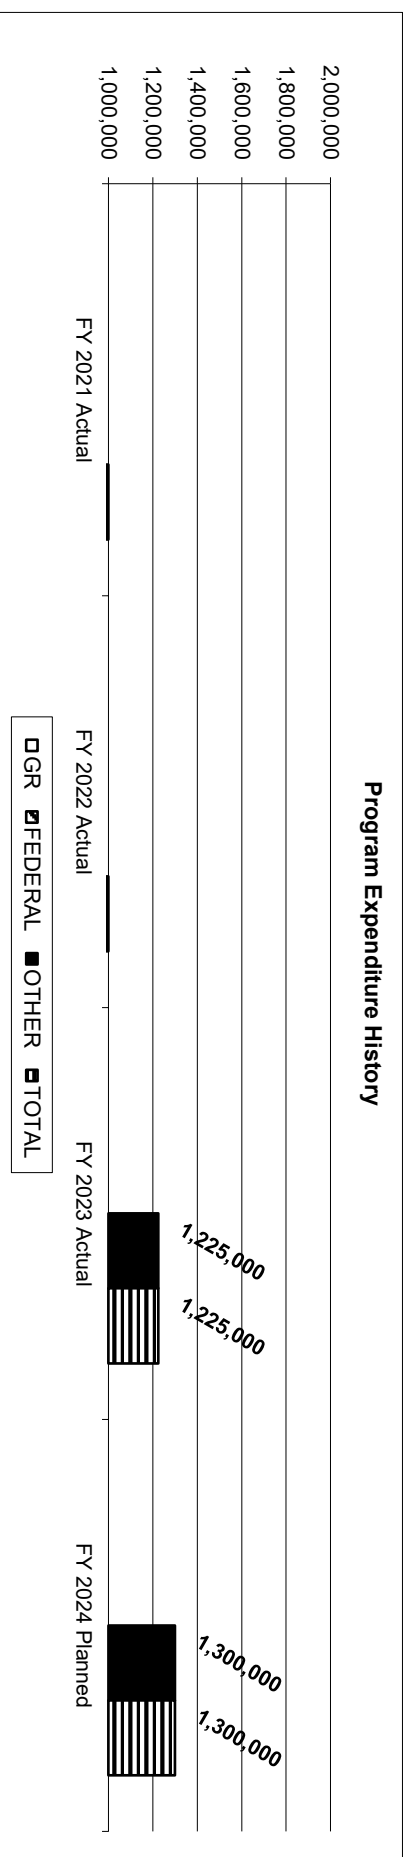 Program Expenditure History
2,000,000
1,800,000
1,600,000
1,400,000
1,200,000
1,000,000
1,225,000
1,225,000
1,300,000
1,300,000
FY 2021 Actual
FY 2022 Actual
FY 2023 Actual
FY 2024 Planned
GR FEDERAL OTHER TOTAL